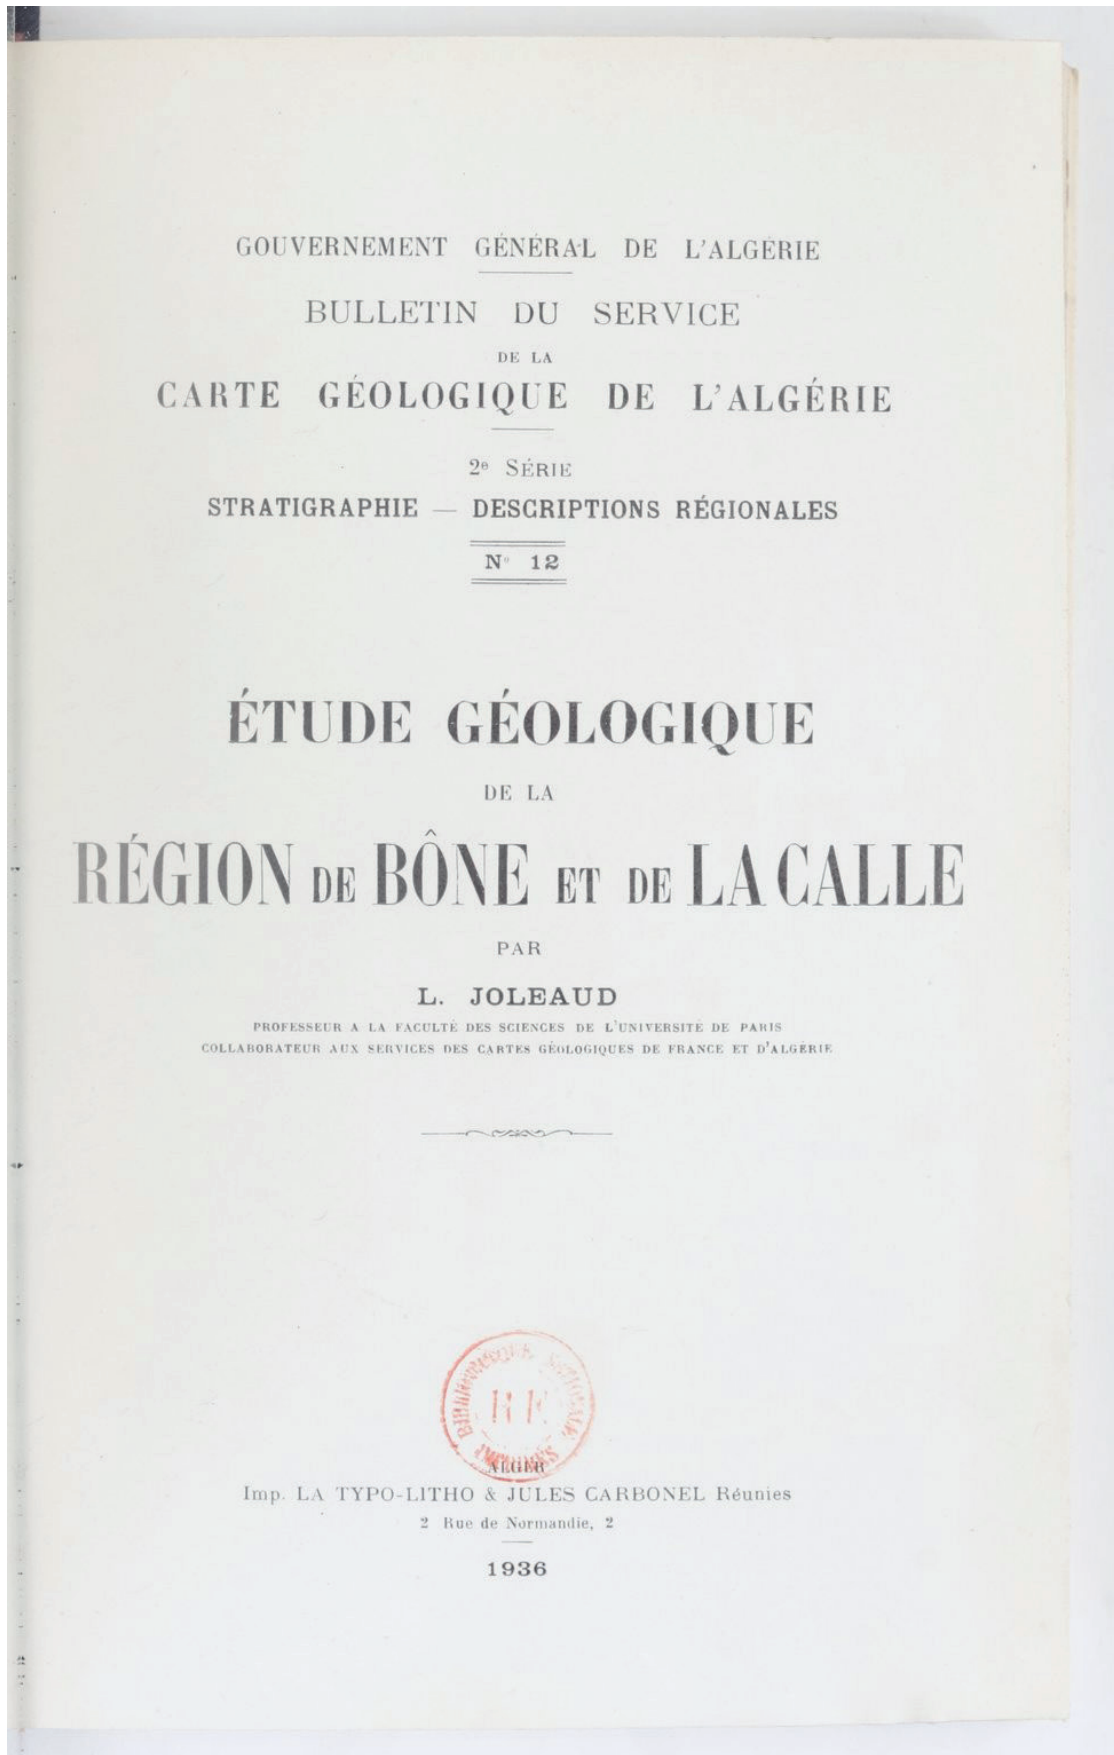 GOUVERNEMENT GÉNÉRAL DE L'ALGÉRIE
BULLETIN DU SERVICE
DE LA
CARTE GÉOLOGIQUE DE L'ALGÉRIE
2e SÉRIE
STRATIGRAPHIE — DESCRIPTIONS RÉGIONALES
N° 12
ÉTUDE GÉOLOGIQUE
DE LA
RÉGION DE BÔNE ET DE LA CALLE
PAR
L. JOLEAUD
PROFESSEUR A LA FACULTÉ DES SCIENCES DE L'UNIVERSITÉ DE PARIS
COLLABORATEUR AUX SERVICES DES CARTES GÉOLOGIQUES DE FRANCE ET D'ALGÉRIE
BIBLIOTHÈQUE NATIONALE
RF
IMPRIMÉS
ALGER
Imp. LA TYPO-LITHO & JULES CARBONEL Réunies
2 Rue de Normandie, 2
1936